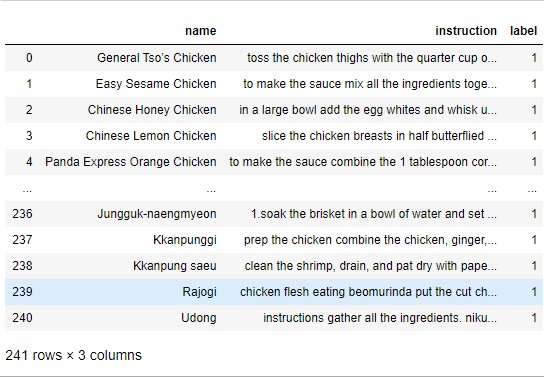 name instruction label
0 General Tso’s Chicken toss the chicken thighs with the quarter cup o... 1
1 Easy Sesame Chicken to make the sauce mix all the ingredients toge... 1
2 Chinese Honey Chicken in a large bowl add the egg whites and whisk u... 1
3 Chinese Lemon Chicken slice the chicken breasts in half butterflied ... 1
4 Panda Express Orange Chicken to make the sauce combine the 1 tablespoon cor... 1
... ... ... ...
236 Jungguk-naengmyeon 1.soak the brisket in a bowl of water and set ... 1
237 Kkanpunggi prep the chicken combine the chicken, ginger,... 1
238 Kkanpung saeu clean the shrimp, drain, and pat dry with pape... 1
239 Rajogi chicken flesh eating beomurinda put the cut ch... 1
240 Udong instructions gather all the ingredients. niku... 1
241 rows × 3 columns